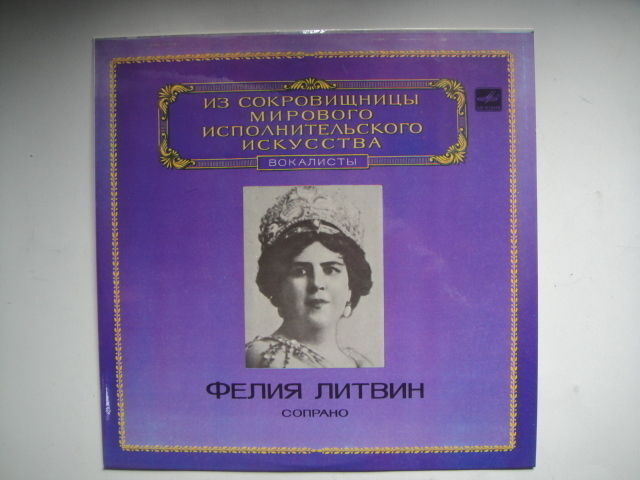 ИЗ СОКРОВИЩНИЦЫ
МИРОВОГО
ИСПОЛНИТЕЛЬСКОГО
ИСКУССТВА
ВОКАЛИСТЫ
ФЕЛИЯ ЛИТВИН
СОПРАНО